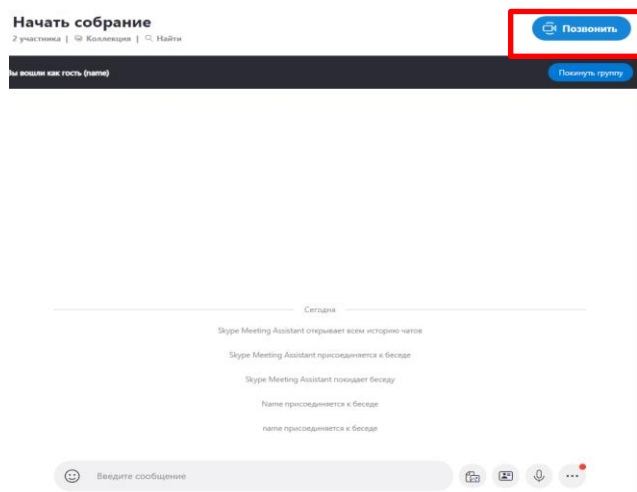 Начать собрание
Позвонить
2 участника | Коллекция | Найти
Вы вошли как гость (name)
Покинуть группу
Сегодня
Skype Meeting Assistant открывает всем историю чатов
Skype Meeting Assistant присоединяется к беседе
Skype Meeting Assistant покидает беседу
Name присоединяется к беседе
name присоединяется к беседе
Введите сообщение